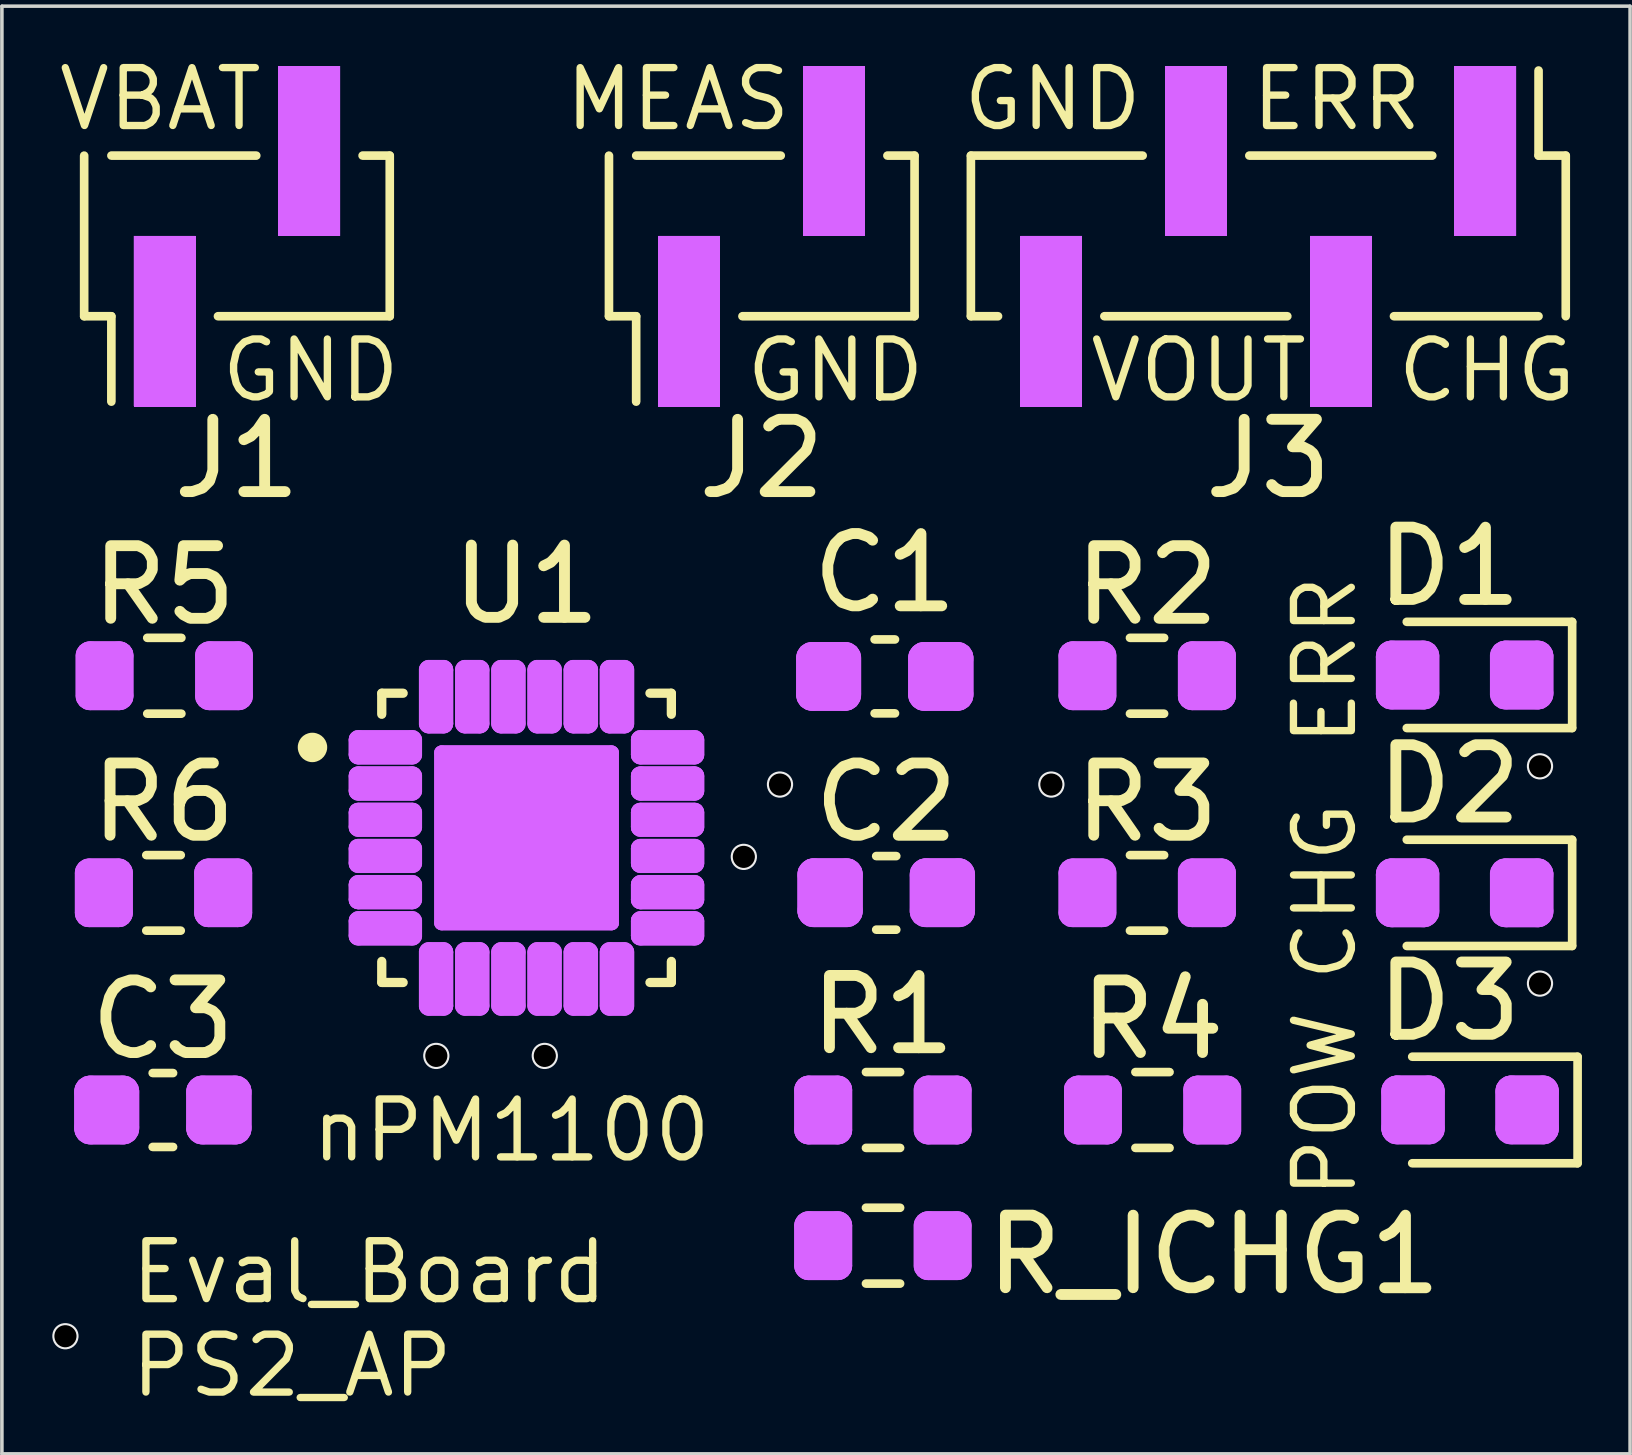 VBAT
MEAS
GND
ERR
GND
GND
VOUT
CHG
J1
J2
J3
R5
U1
C1
R2
D1
ERR
R6
C2
R3
D2
CHG
C3
R1
R4
D3
POW
nPM1100
R_ICHG1
Eval_Board
PS2_AP